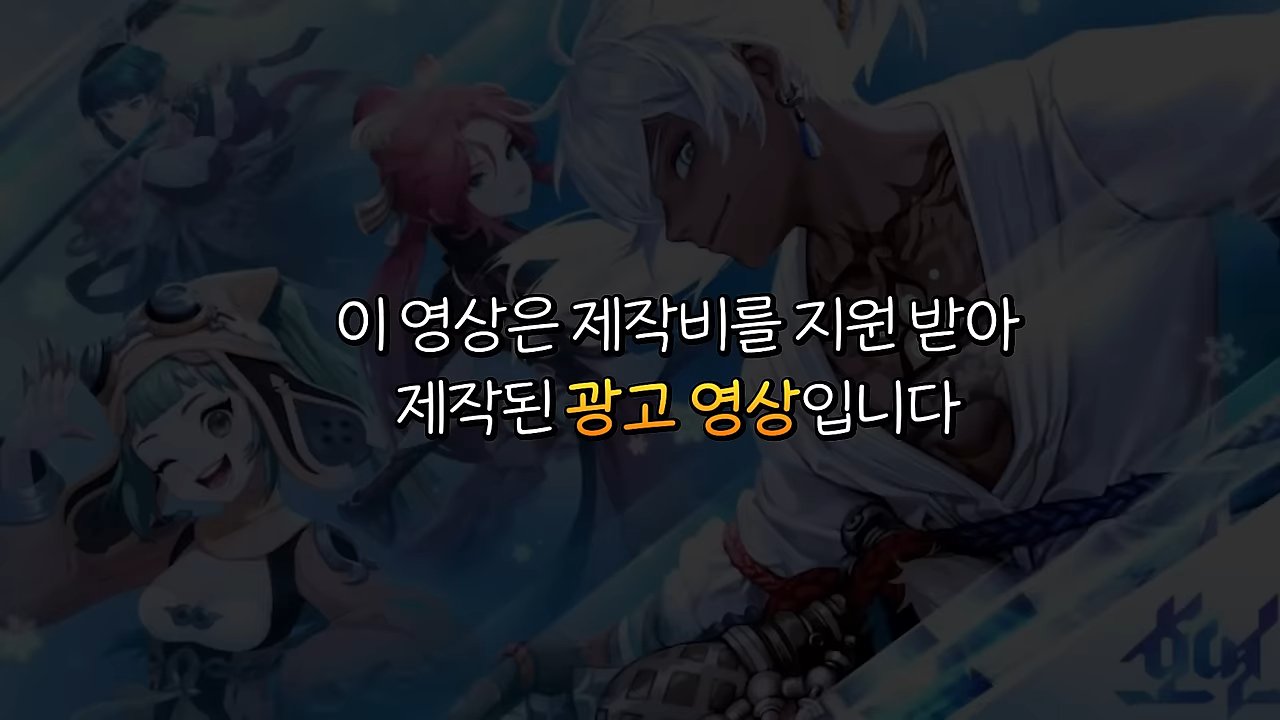 이 영상은 제작비를 지원 받아
제작된 광고 영상입니다